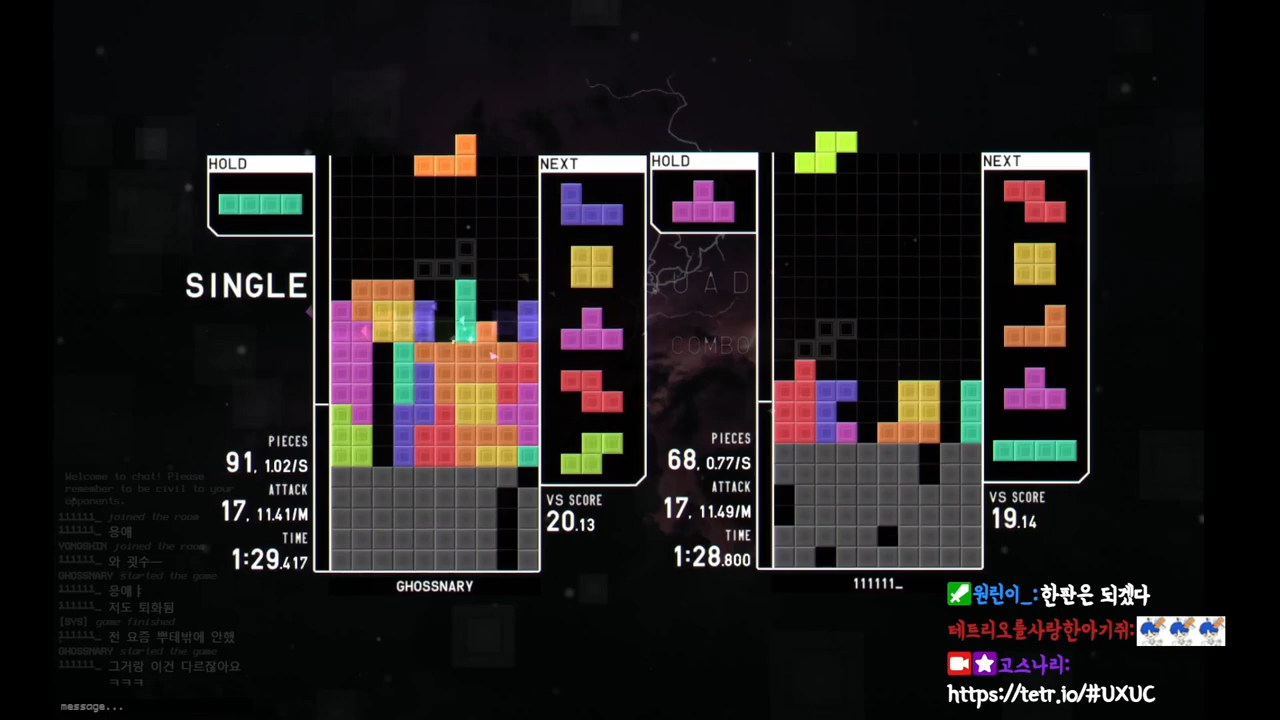 HOLD
NEXT
HOLD
NEXT
SINGLE
QUAD
COMBO
PIECES
91, 1.02/S
ATTACK
17, 11.41/M
TIME
1:29.417
VS SCORE
20.13
PIECES
68, 0.77/S
ATTACK
17, 11.49/M
TIME
1:28.800
VS SCORE
19.14
GHOSSNARY
111111_
Welcome to chat! Please
remember to be civil to your
opponents.
111111_ joined the room
111111_ 응애
YONGSHIN joined the room
111111_ 와 귓수ㅡ
GHOSSNARY started the game
111111_ 응애ㅏ
111111_ 저도 퇴화됨
[SYS] game finished
111111_ 전 요즘 뿌테밖에 안했
GHOSSNARY started the game
111111_ 그거랑 이건 다르잖아요
ㅋㅋㅋ
message...
원린이_: 한판은 되겠다
테트리오를사랑한아기쥐:
고스나리:
https://tetr.io/#UXUC